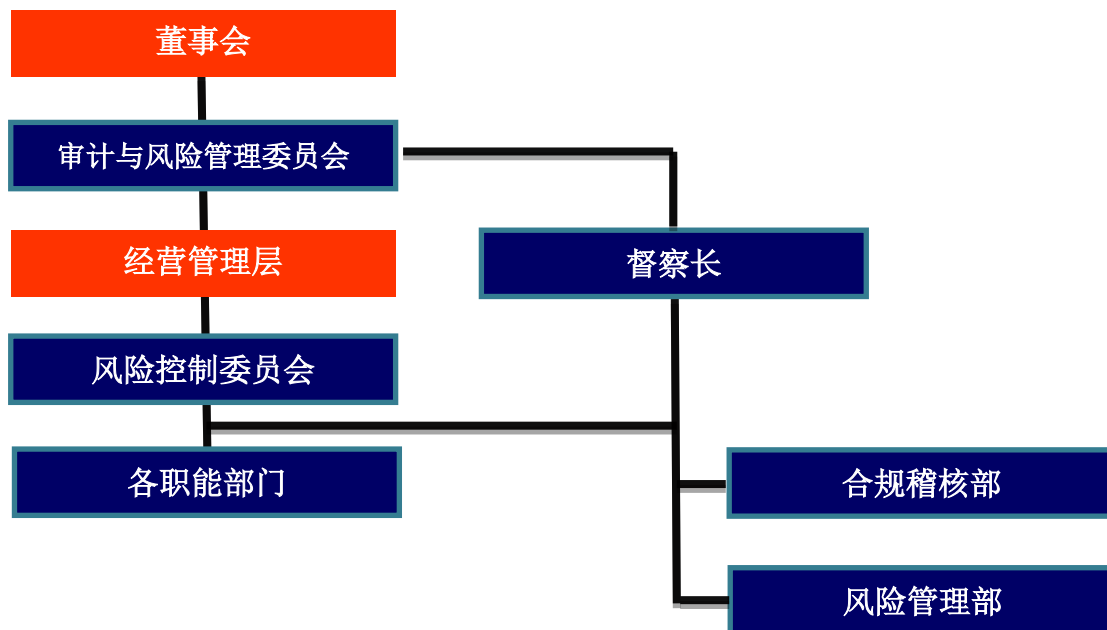 董事会
审计与风险管理委员会
经营管理层
督察长
风险控制委员会
各职能部门
合规稽核部
风险管理部